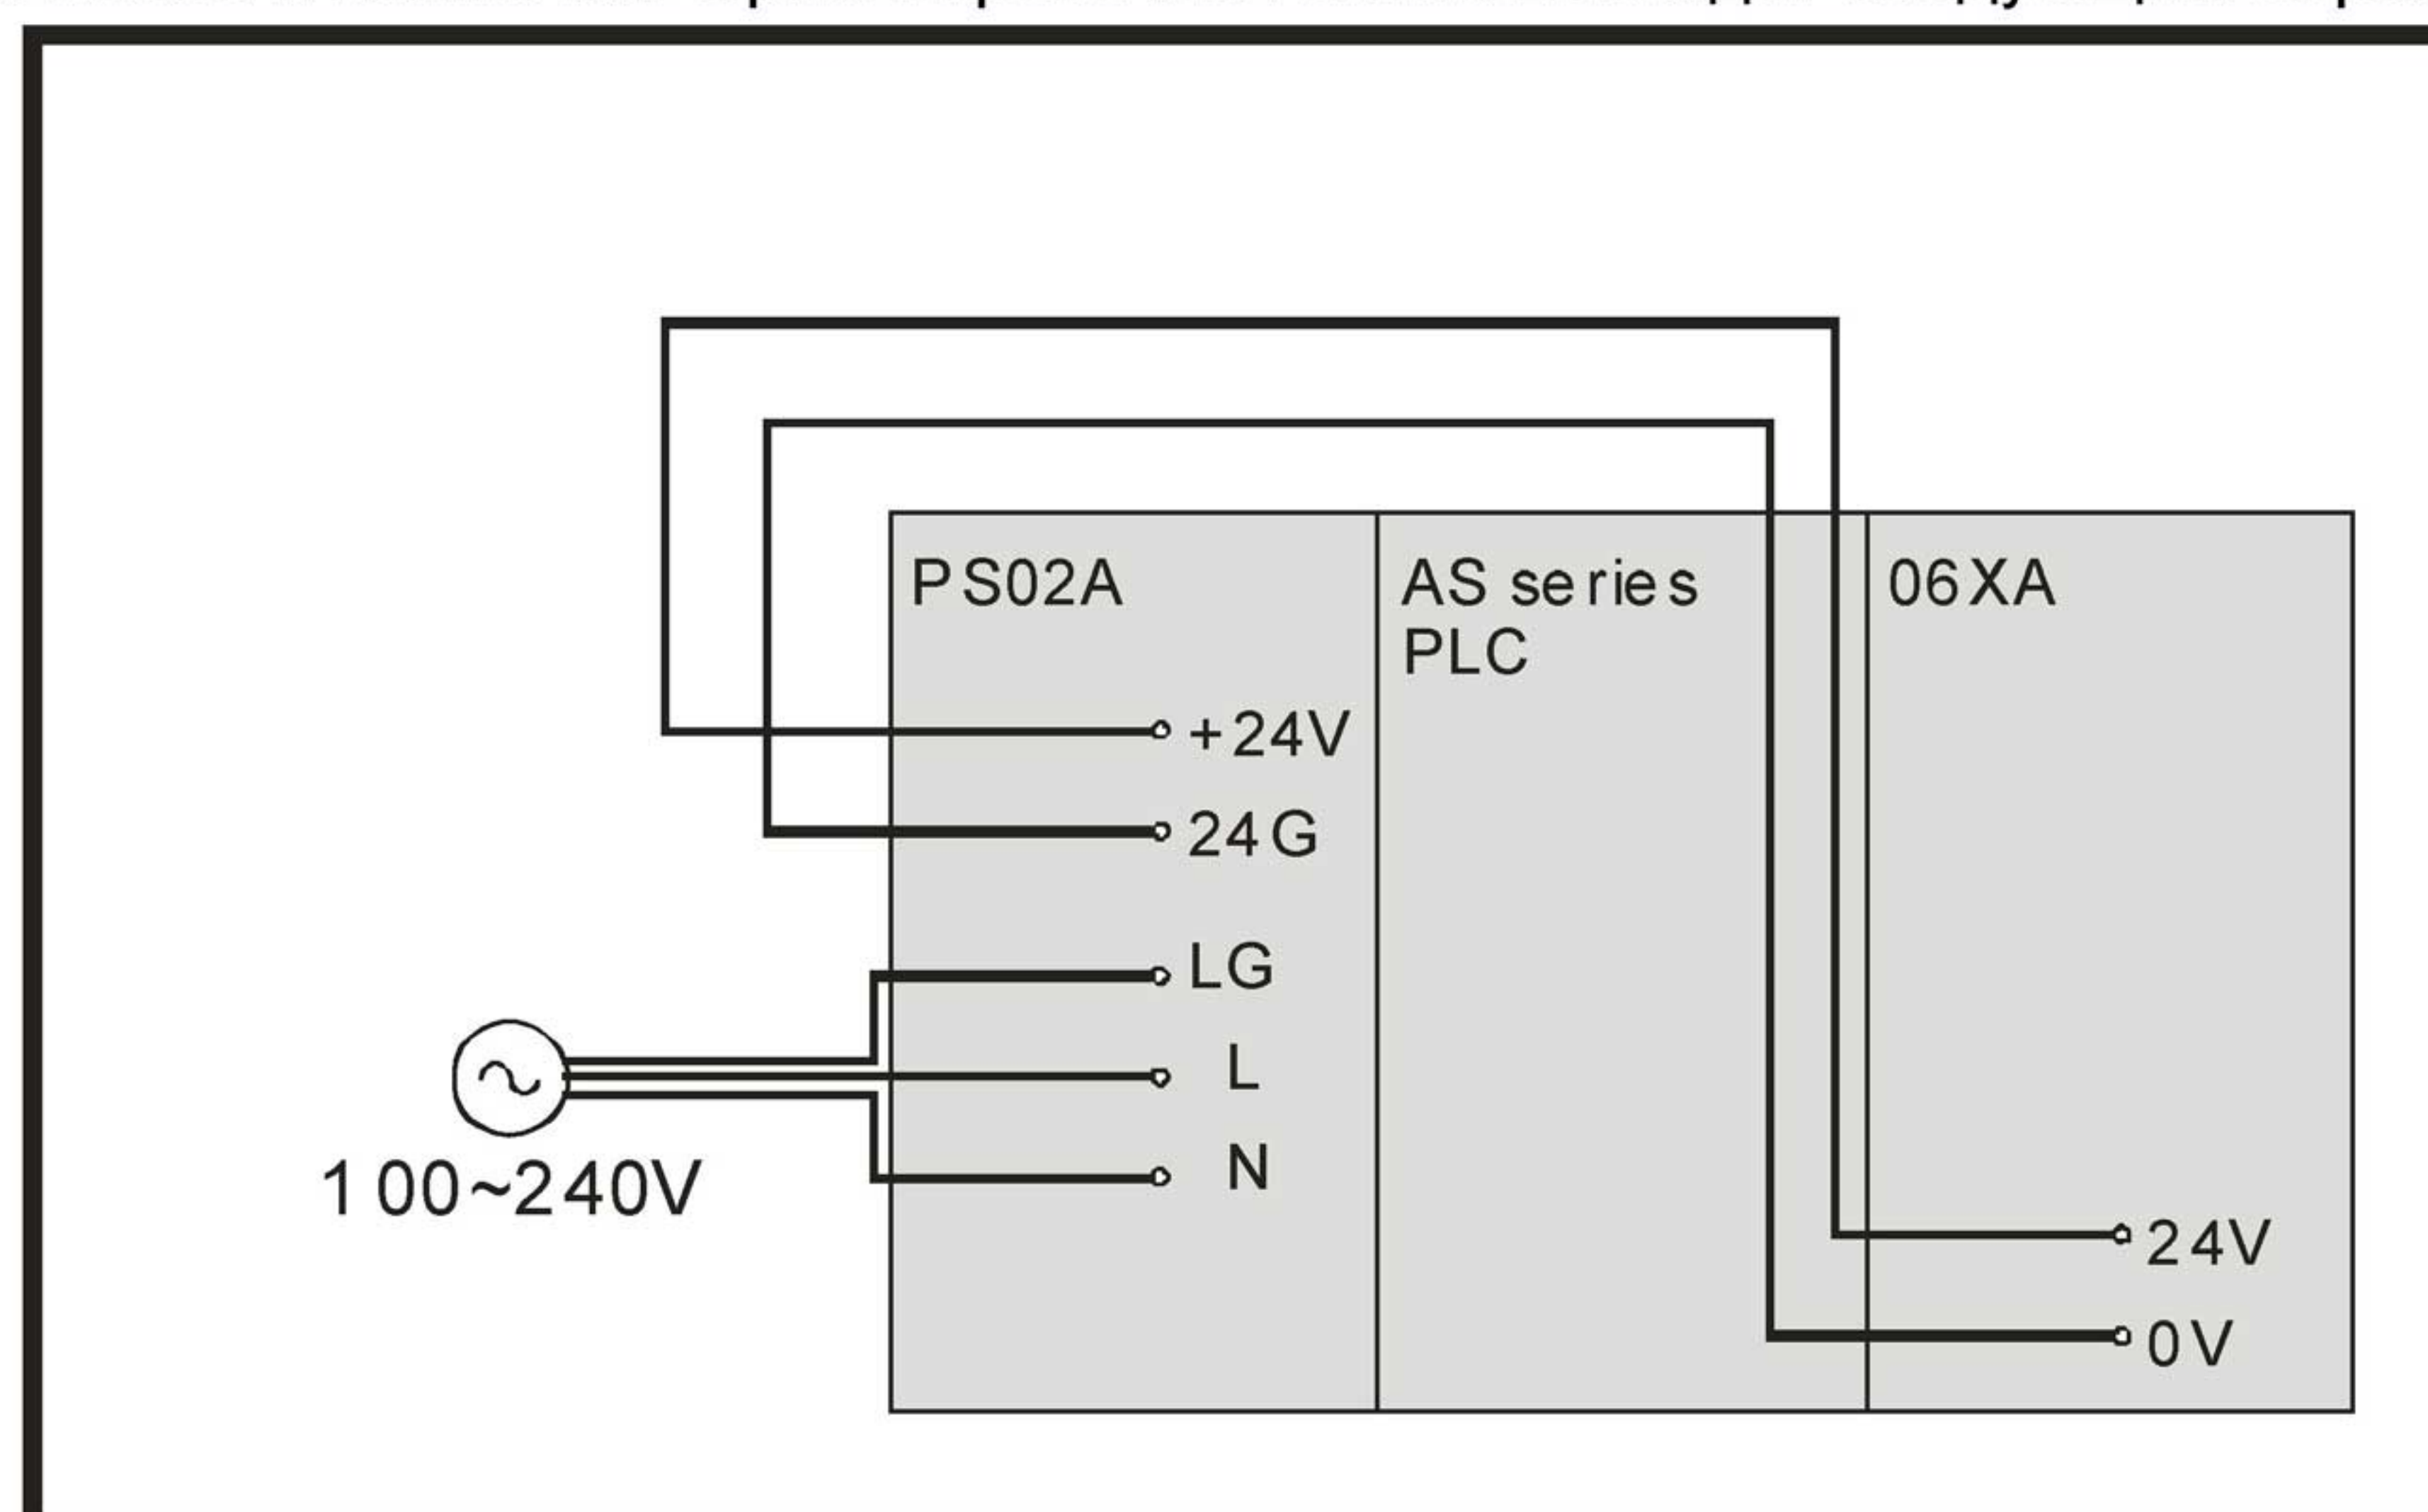 PS02A
AS series
PLC
06XA
+24V
24G
LG
L
N
100~240V
24V
0V